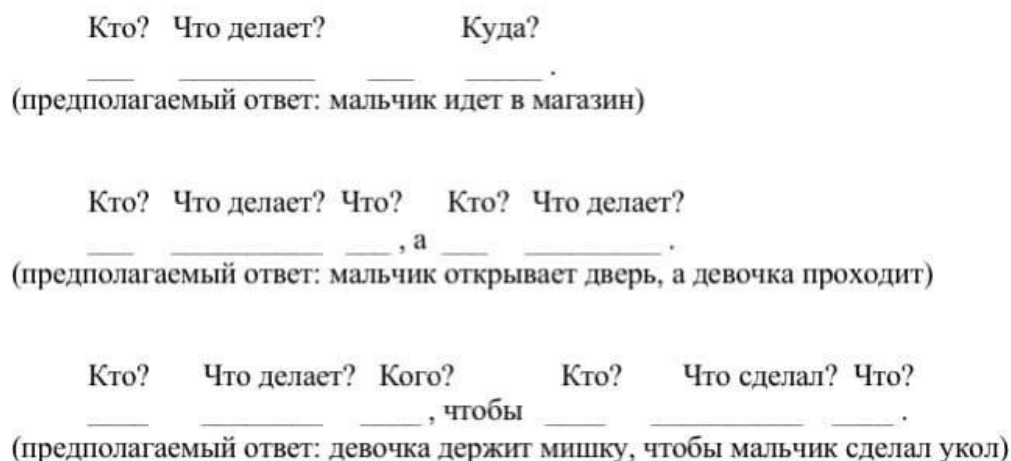 Кто? Что делает? Куда?
___ _________ ___ _____ .
(предполагаемый ответ: мальчик идет в магазин)
Кто? Что делает? Что? Кто? Что делает?
___ __________ ___ , а ___ _________ .
(предполагаемый ответ: мальчик открывает дверь, а девочка проходит)
Кто? Что делает? Кого? Кто? Что сделал? Что?
____ ________ ____ , чтобы ____ __________ ____ .
(предполагаемый ответ: девочка держит мишку, чтобы мальчик сделал укол)